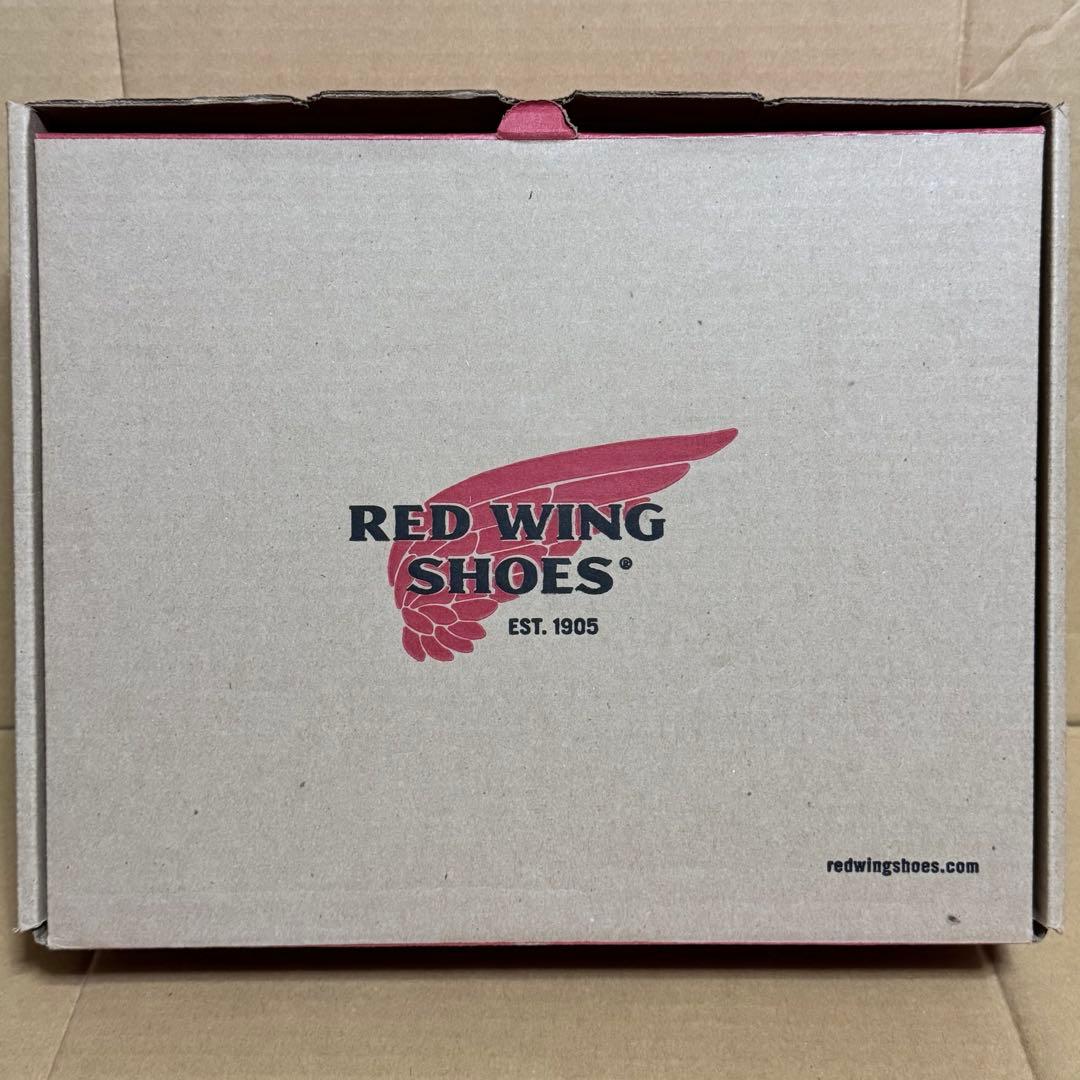 RED WING
SHOES®
EST. 1905
redwingshoes.com